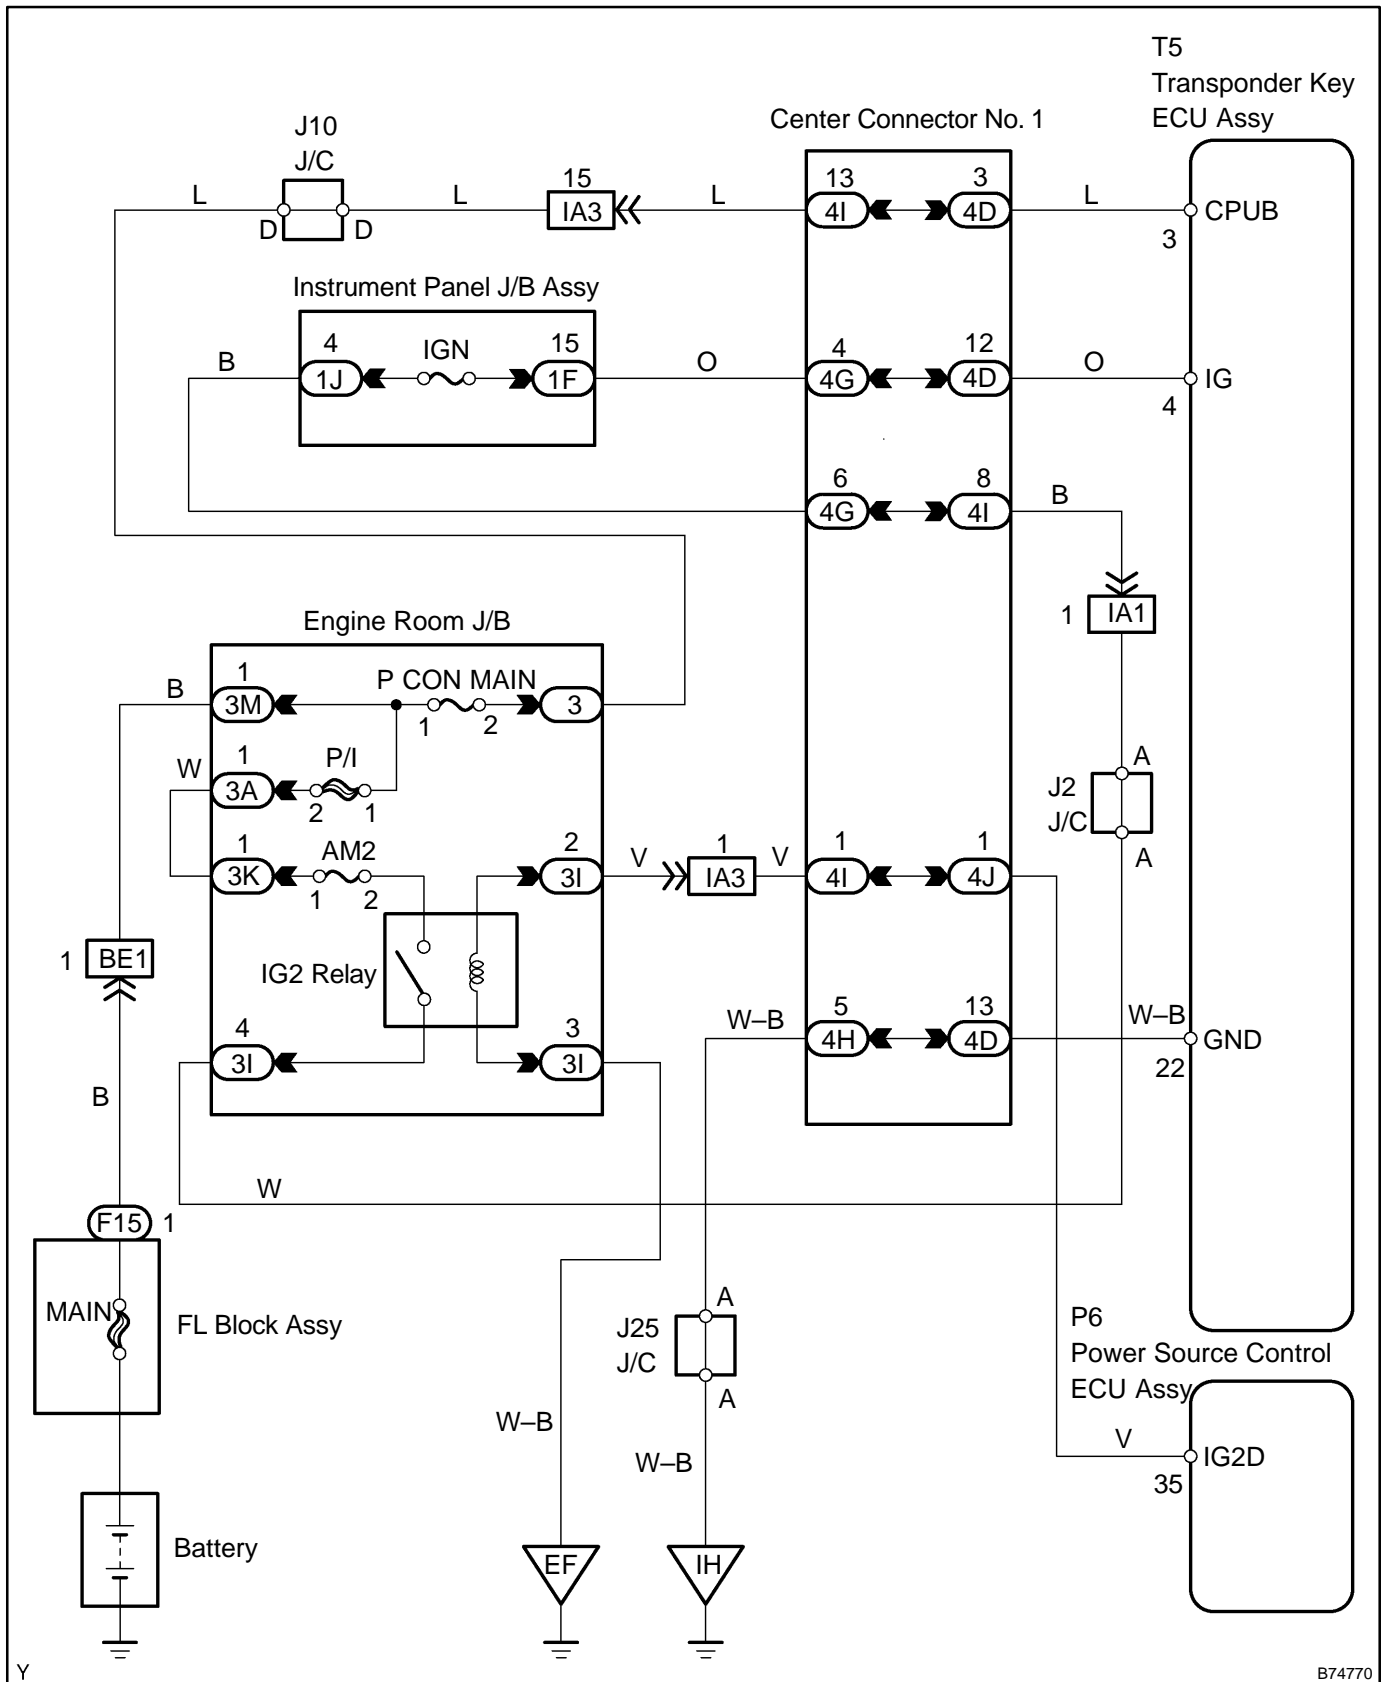 T5
Transponder Key
ECU Assy
J10
J/C
Center Connector No. 1
L
D
D
L
15
IA3
L
13
4I
3
4D
L
3
CPUB
Instrument Panel J/B Assy
B
4
1J
IGN
15
1F
O
4
4G
12
4D
O
4
IG
6
4G
8
4I
B
1
IA1
Engine Room J/B
B
1
3M
P CON MAIN
1
2
3
W
1
3A
P/I
2
1
J2
J/C
A
A
1
3K
AM2
1
2
2
3I
V
1
IA3
V
1
4I
1
4J
1
BE1
IG2 Relay
4
3I
3
3I
W–B
5
4H
13
4D
W–B
22
GND
B
W
F15
1
MAIN
FL Block Assy
J25
J/C
A
A
P6
Power Source Control
ECU Assy
W–B
W–B
V
35
IG2D
Battery
EF
IH
Y
B74770